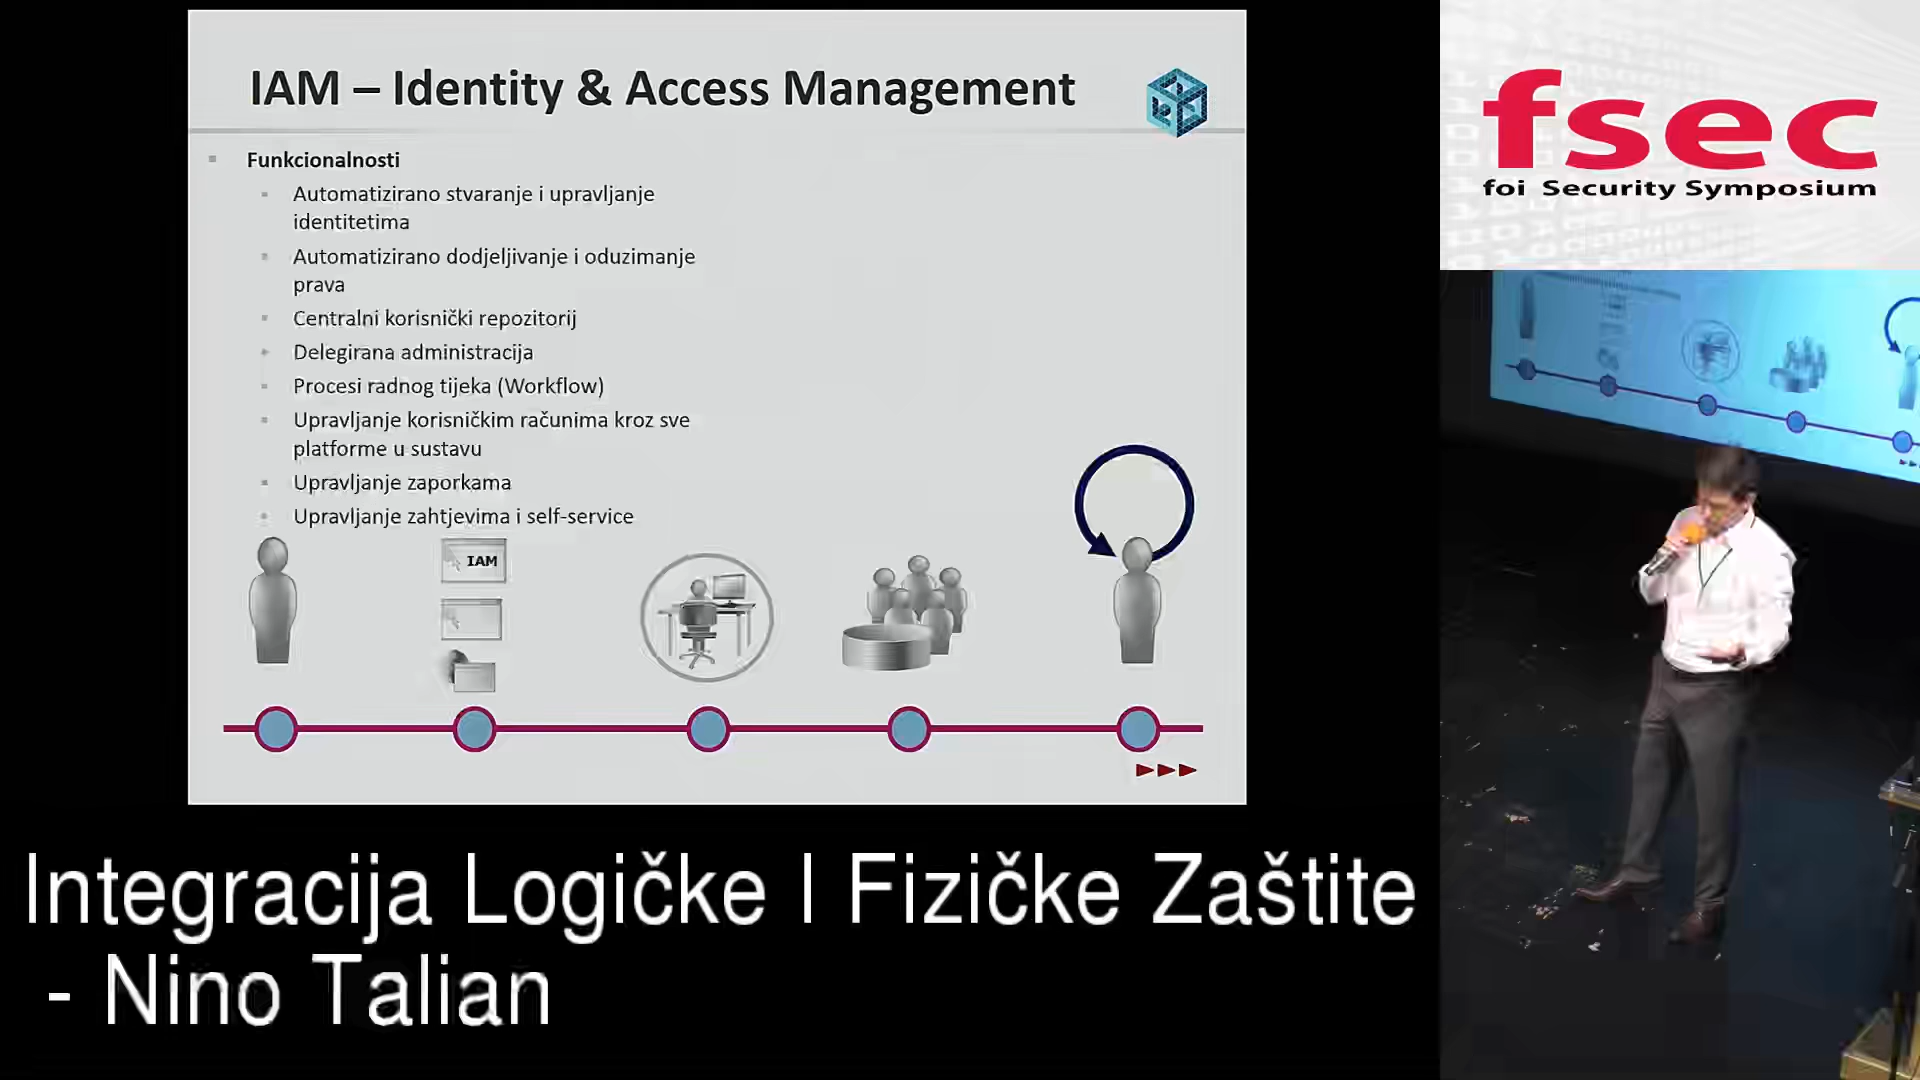 IAM – Identity & Access Management
Funkcionalnosti
Automatizirano stvaranje i upravljanje
identitetima
Automatizirano dodjeljivanje i oduzimanje
prava
Centralni korisnički repozitorij
Delegirana administracija
Procesi radnog tijeka (Workflow)
Upravljanje korisničkim računima kroz sve
platforme u sustavu
Upravljanje zaporkama
Upravljanje zahtjevima i self-service
IAM
fsec
foi Security Symposium
Integracija Logičke I Fizičke Zaštite
- Nino Talian